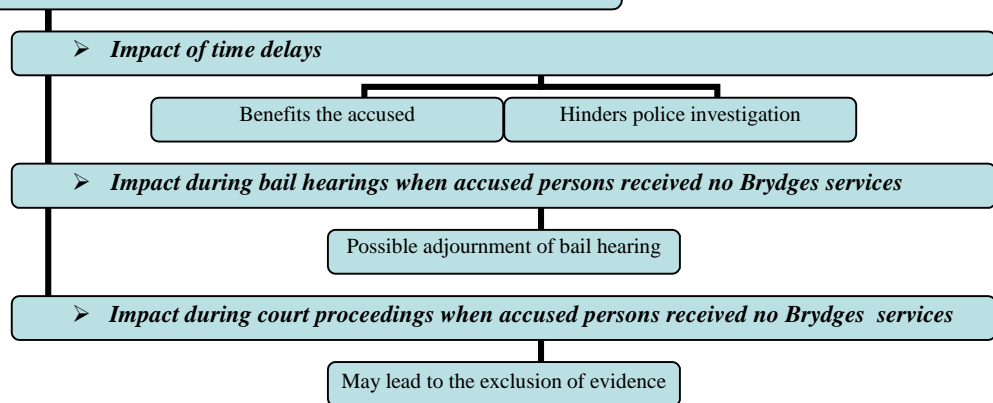 ➢ Impact of time delays
Benefits the accused
Hinders police investigation
➢ Impact during bail hearings when accused persons received no Brydges services
Possible adjournment of bail hearing
➢ Impact during court proceedings when accused persons received no Brydges services
May lead to the exclusion of evidence